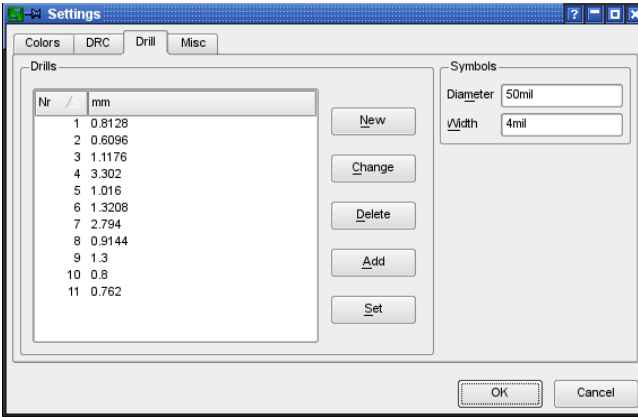 Settings
Colors DRC Drill Misc
Drills
Nr mm
1 0.8128
2 0.6096
3 1.1176
4 3.302
5 1.016
6 1.3208
7 2.794
8 0.9144
9 1.3
10 0.8
11 0.762
New
Change
Delete
Add
Set
Symbols
Diameter 50mil
Width 4mil
OK Cancel